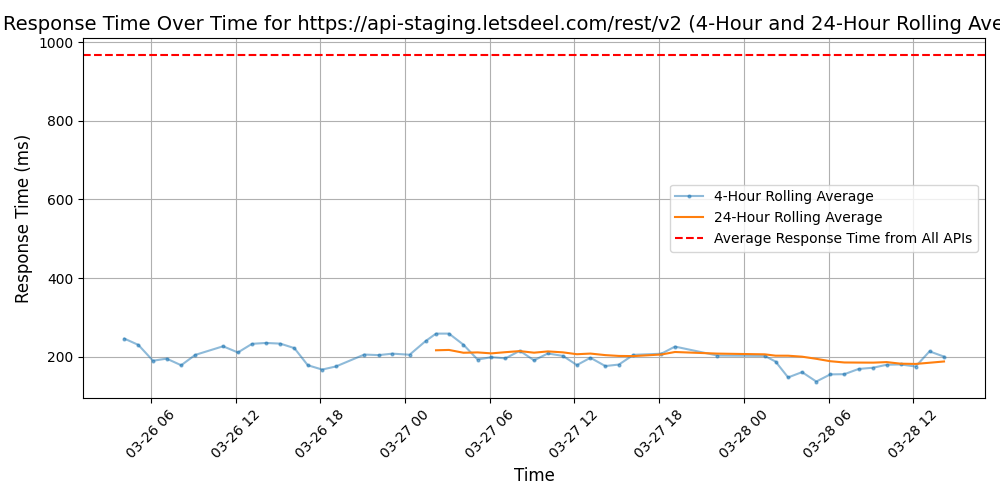 Response Time Over Time for https://api-staging.letsdeel.com/rest/v2 (4-Hour and 24-Hour Rolling Ave
Response Time (ms)
1000
800
600
400
200
4-Hour Rolling Average
24-Hour Rolling Average
Average Response Time from All APIs
03-26 06
03-26 12
03-26 18
03-27 00
03-27 06
03-27 12
03-27 18
03-28 00
03-28 06
03-28 12
Time